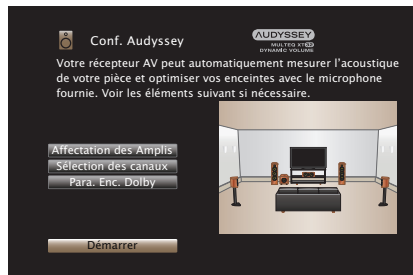 Conf. Audyssey
AUDYSSEY
MULTEQ XT32
DYNAMIC VOLUME
Votre récepteur AV peut automatiquement mesurer l'acoustique
de votre pièce et optimiser vos enceintes avec le microphone
fournie. Voir les éléments suivant si nécessaire.
Affectation des Amplis
Sélection des canaux
Para. Enc. Dolby
Démarrer